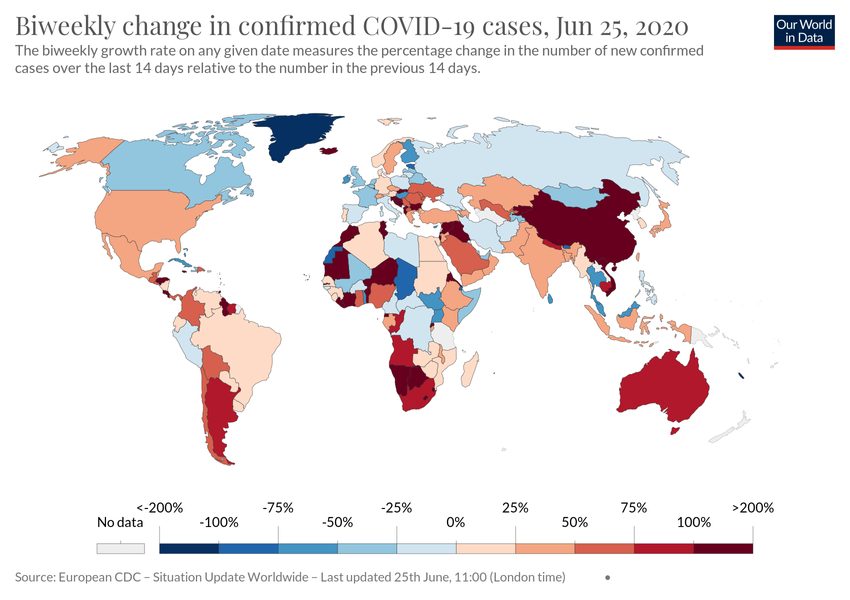 Biweekly change in confirmed COVID-19 cases, Jun 25, 2020
Our World
in Data
The biweekly growth rate on any given date measures the percentage change in the number of new confirmed
cases over the last 14 days relative to the number in the previous 14 days.
<-200% -75% -25% 25% 75% >200%
No data -100% -50% 0% 50% 100%
Source: European CDC – Situation Update Worldwide – Last updated 25th June, 11:00 (London time) •